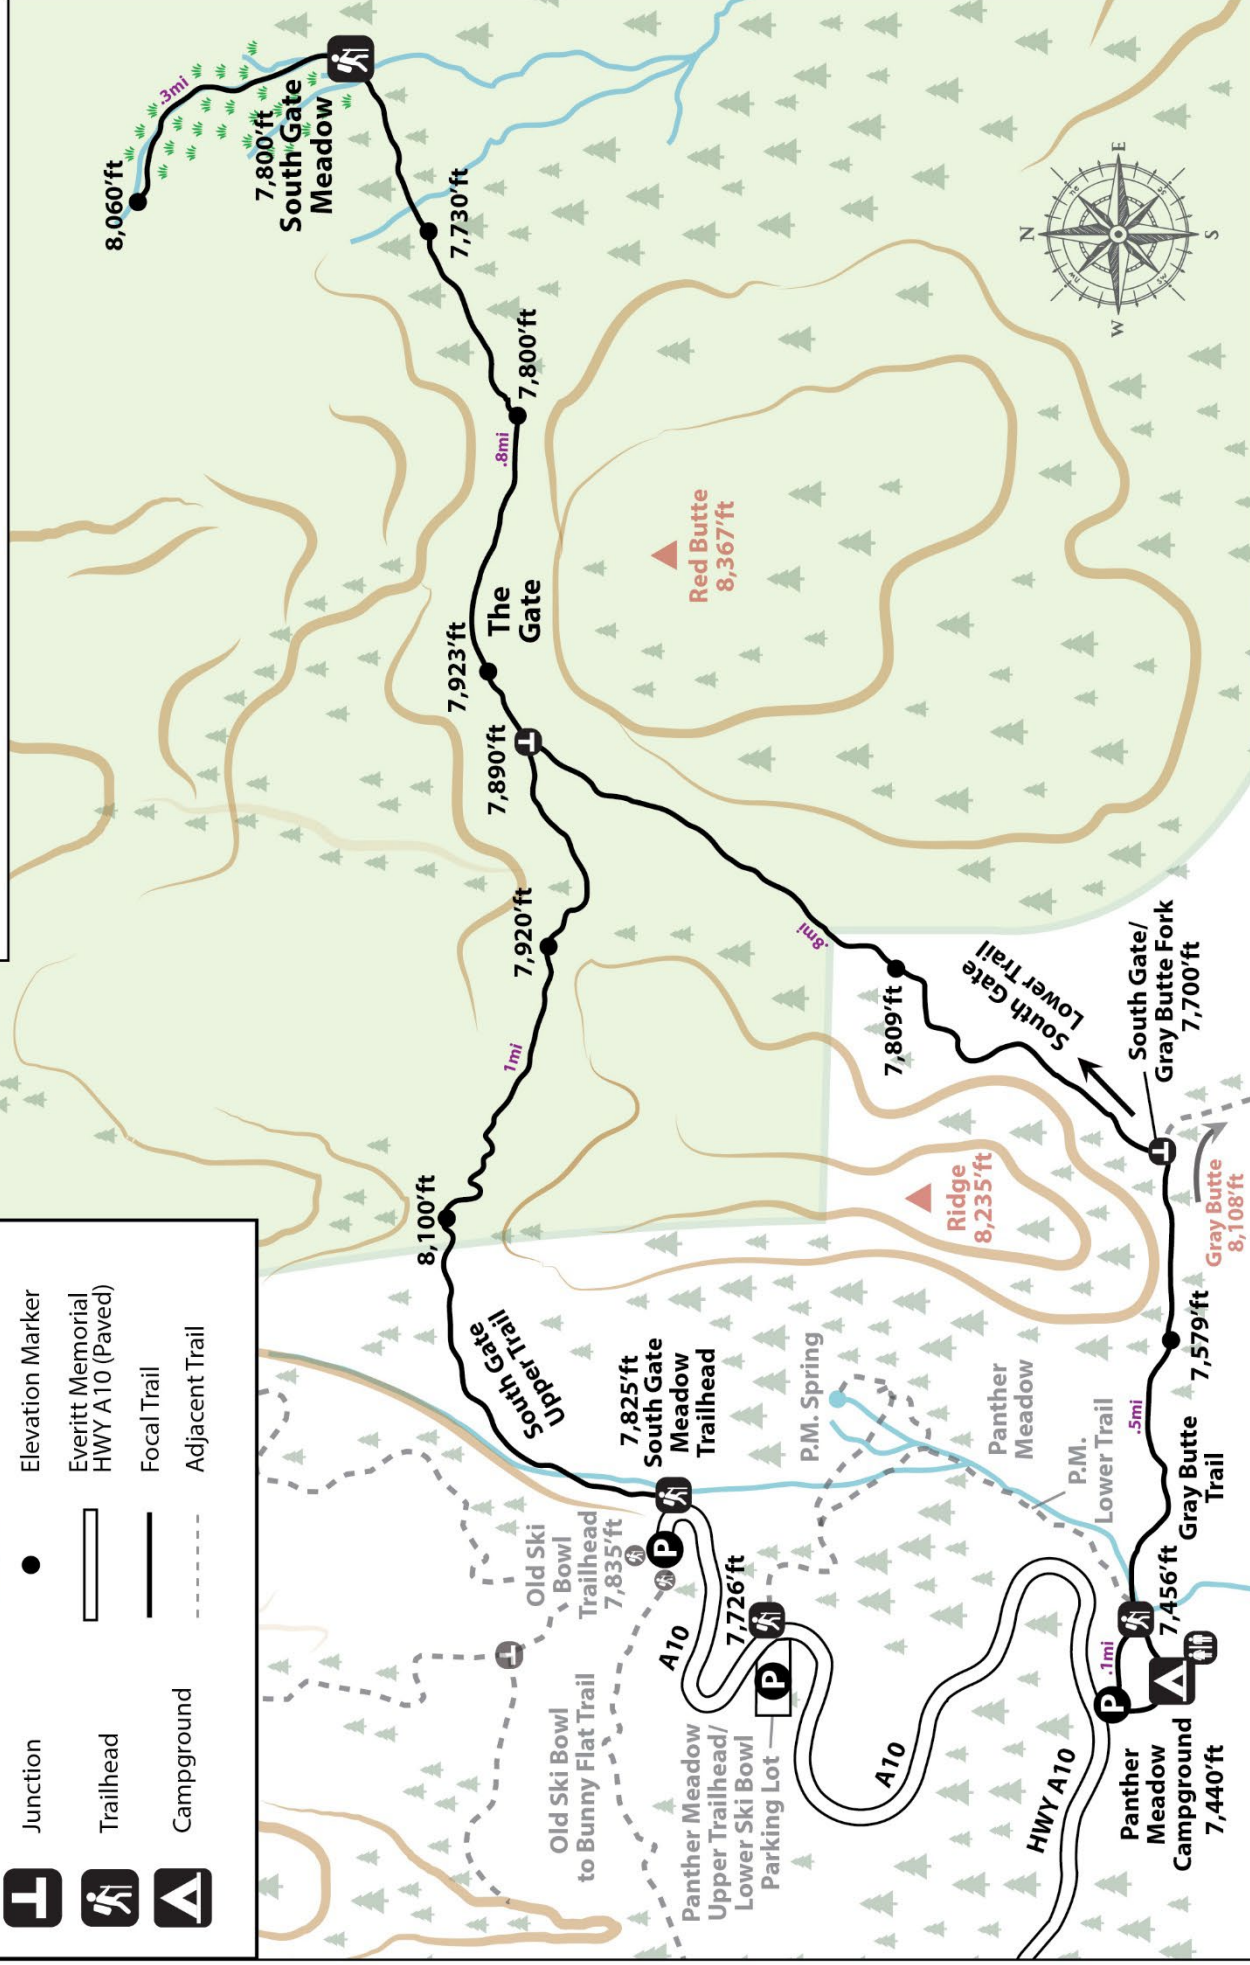 Junction
Trailhead
Campground
Elevation Marker
Everitt Memorial
HWY A10 (Paved)
Focal Trail
Adjacent Trail
8,060'ft
.3mi
7,800'ft
South Gate
Meadow
7,730'ft
7,800'ft
.8mi
The
Gate
7,923'ft
7,890'ft
7,920'ft
1mi
8,100'ft
South Gate
Upper Trail
7,825'ft
South Gate
Meadow
Trailhead
Old Ski
Bowl
Trailhead
7,835'ft
P
A10
7,726'ft
P
Old Ski Bowl
to Bunny Flat Trail
Panther Meadow
Upper Trailhead/
Lower Ski Bowl
Parking Lot
A10
HWY A10
P
.1mi
Panther
Meadow
Campground
7,440'ft
7,456'ft
P.M. Spring
Panther
Meadow
P.M.
Lower Trail
Gray Butte
Trail
.5mi
7,579'ft
Gray Butte
8,108'ft
South Gate/
Gray Butte Fork
7,700'ft
South Gate
Lower Trail
7,809'ft
.8mi
Ridge
8,235'ft
Red Butte
8,367'ft
N
NE
E
SE
S
SW
W
NW